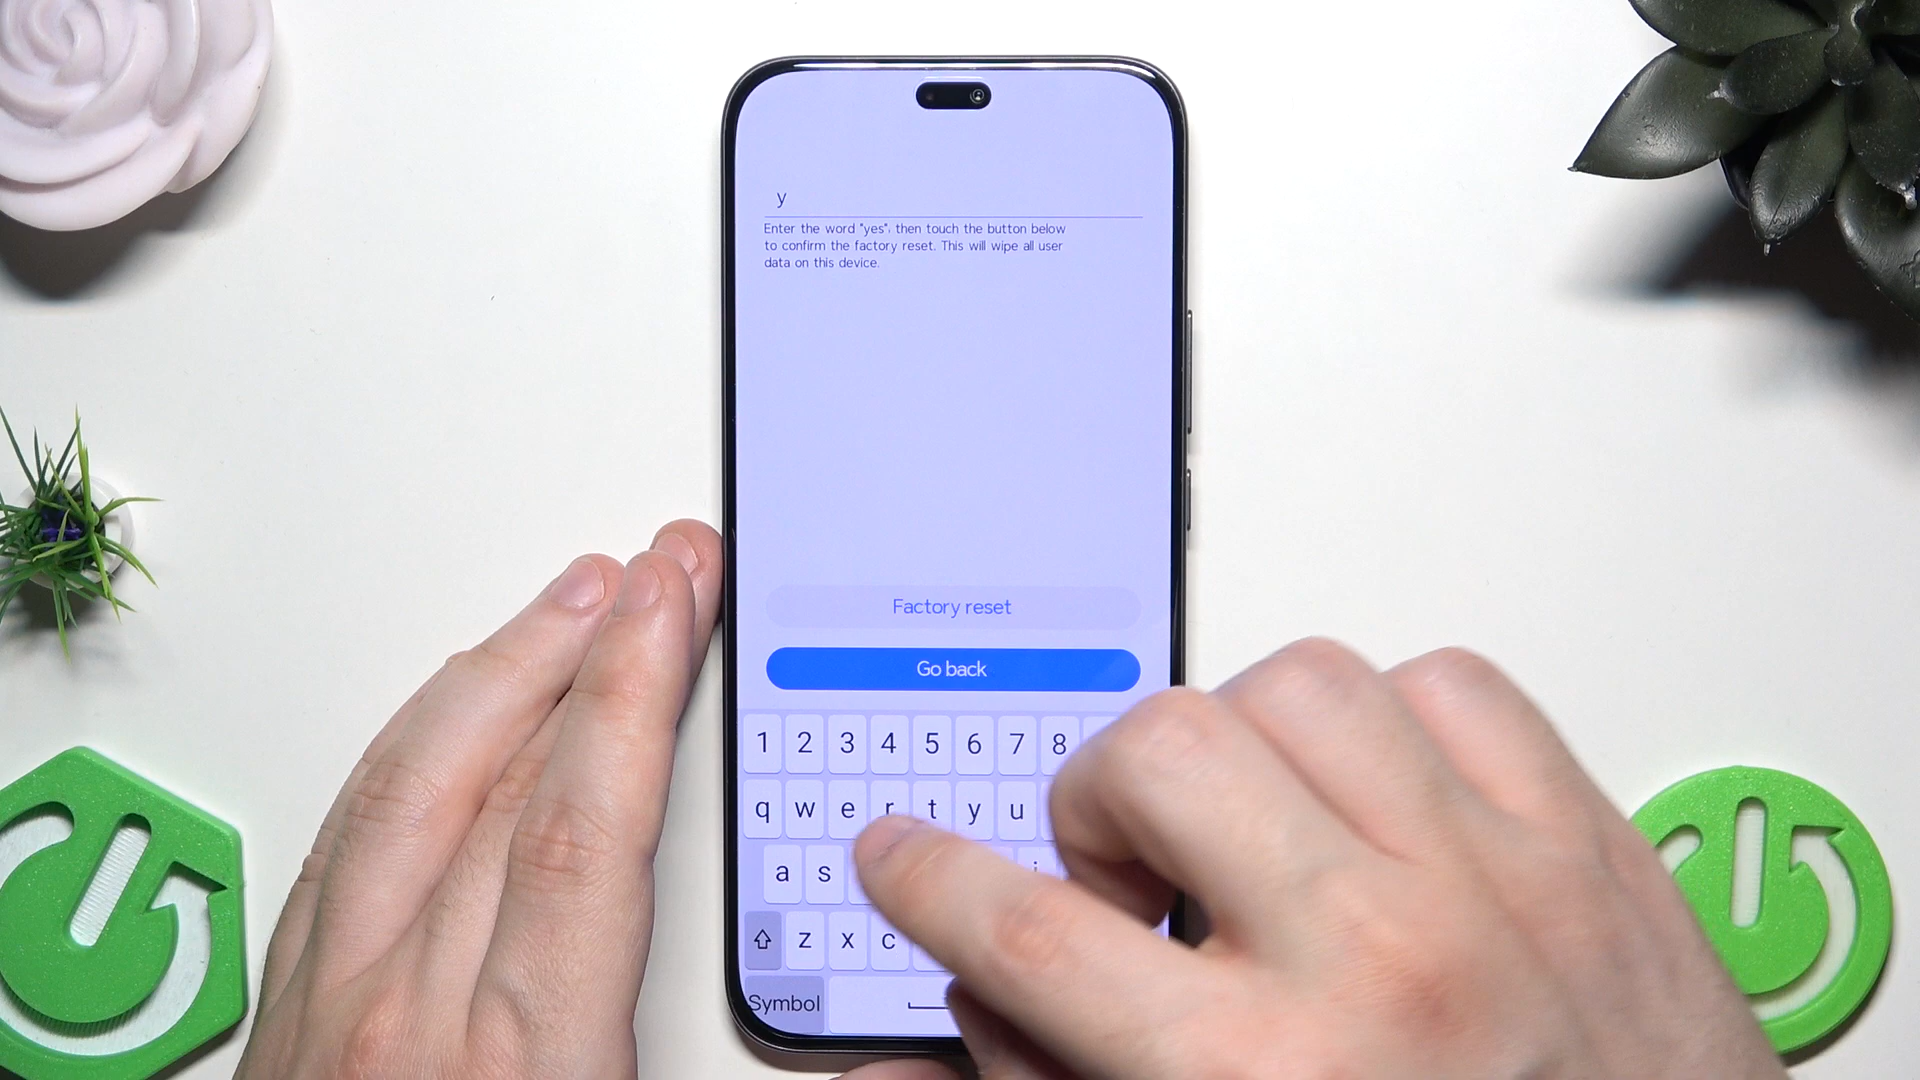 y
Enter the word "yes", then touch the button below
to confirm the factory reset. This will wipe all user
data on this device.
Factory reset
Go back
1 2 3 4 5 6 7 8
q w e r t y u
a s
z x c
Symbol